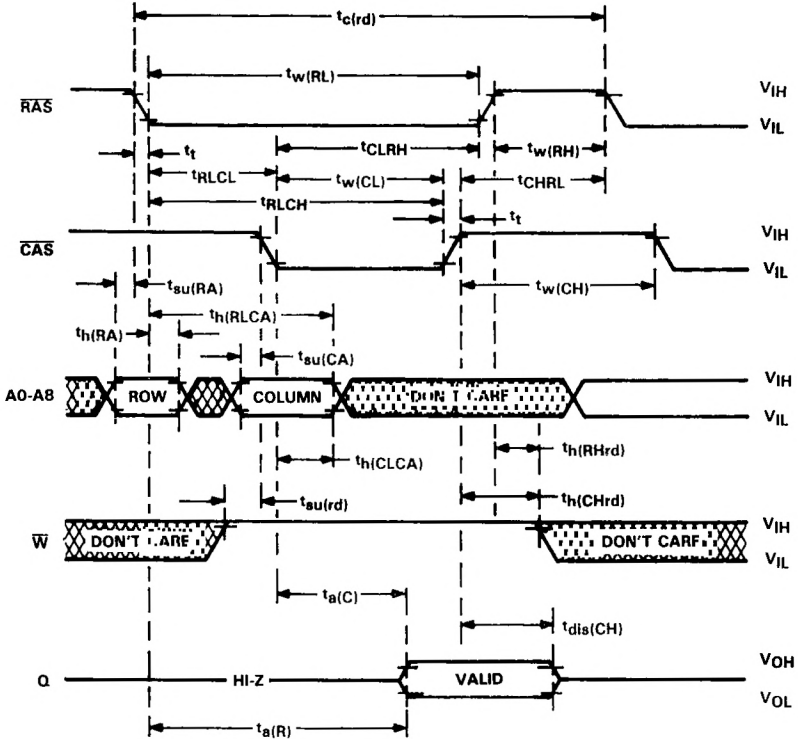 tc(rd)
tw(RL)
RAS
VIH
VIL
tCLRH
tw(RH)
tt
tRLCL
tw(CL)
tCHRL
tRLCH
tt
CAS
VIH
VIL
tsu(RA)
tw(CH)
th(RLCA)
th(RA)
tsu(CA)
A0-A8
ROW
COLUMN
DON'T CARE
VIH
VIL
th(RHrd)
th(CLCA)
tsu(rd)
th(CHrd)
W
DON'T CARE
DON'T CARE
VIH
VIL
ta(C)
tdis(CH)
Q
HI-Z
VALID
VOH
VOL
ta(R)